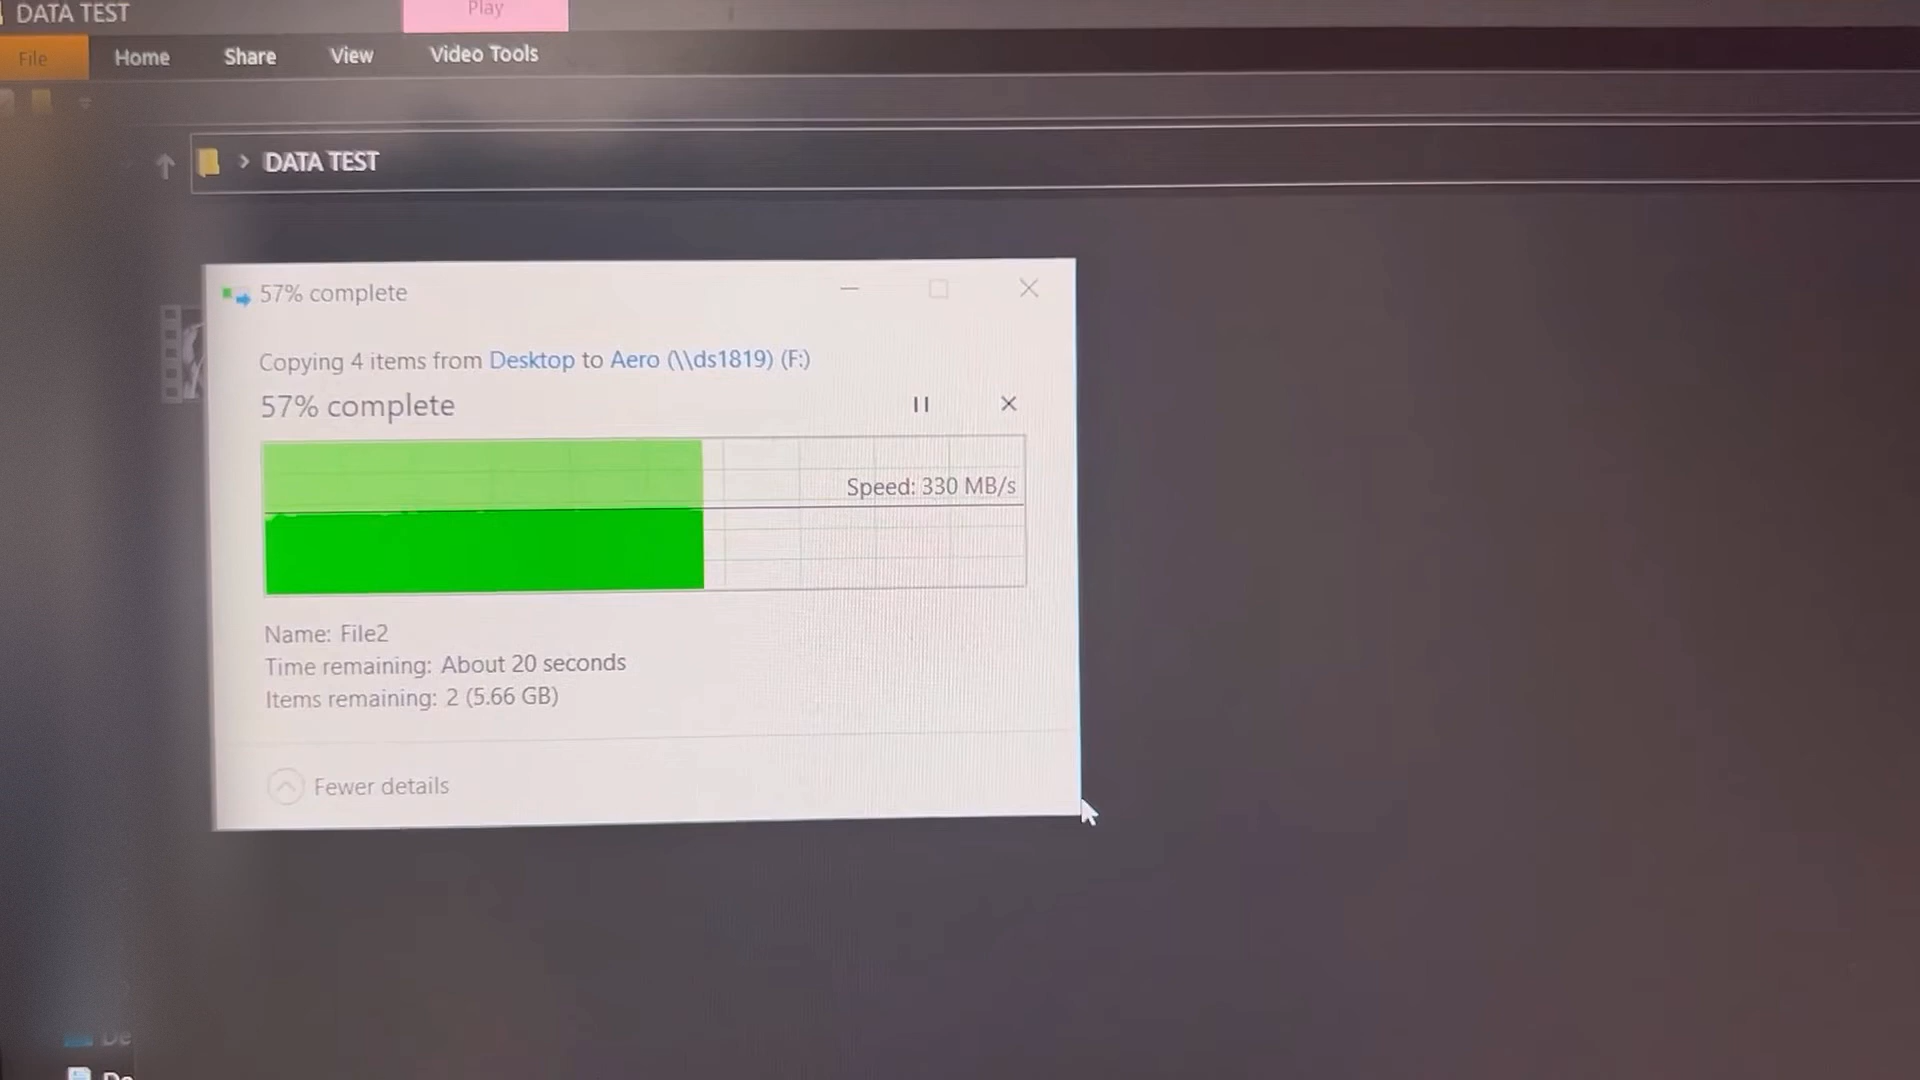 DATA TEST
Play
File
Home
Share
View
Video Tools
DATA TEST
57% complete
Copying 4 items from Desktop to Aero (\\ds1819) (F:)
57% complete
Speed: 330 MB/s
Name: File2
Time remaining: About 20 seconds
Items remaining: 2 (5.66 GB)
Fewer details
De